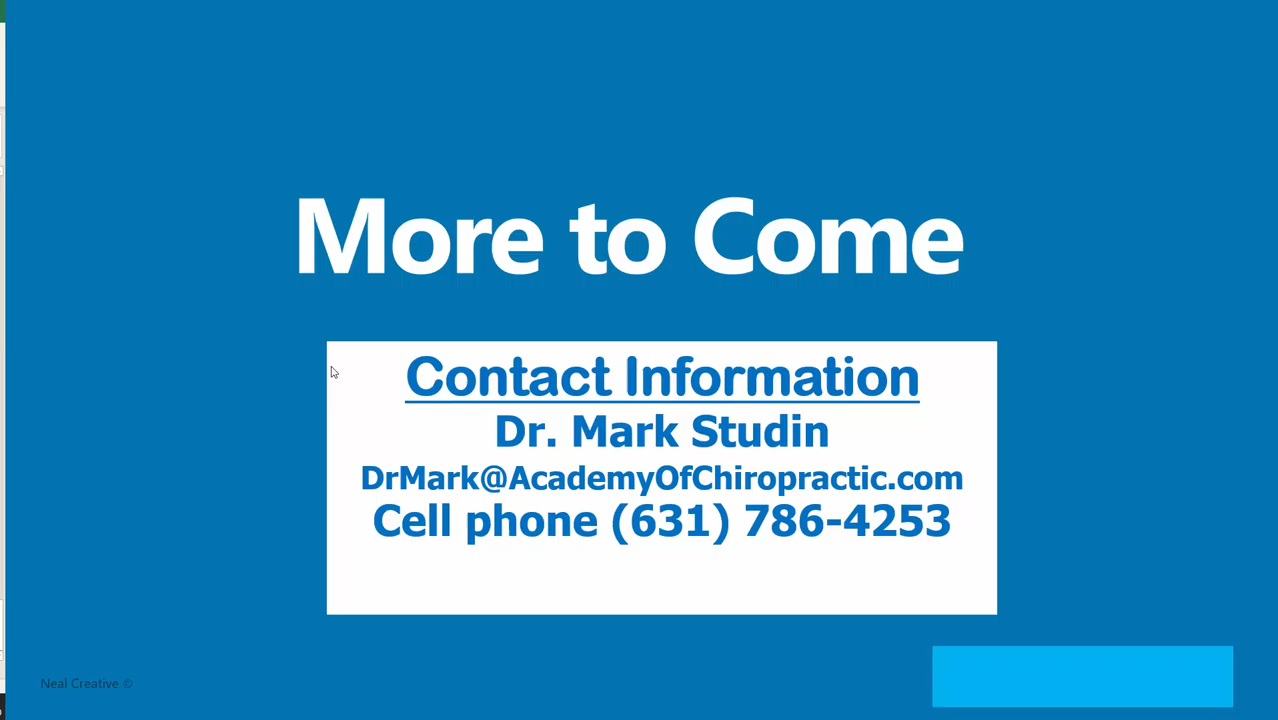 More to Come
Contact Information
Dr. Mark Studin
DrMark@AcademyOfChiropractic.com
Cell phone (631) 786-4253
Neal Creative ©